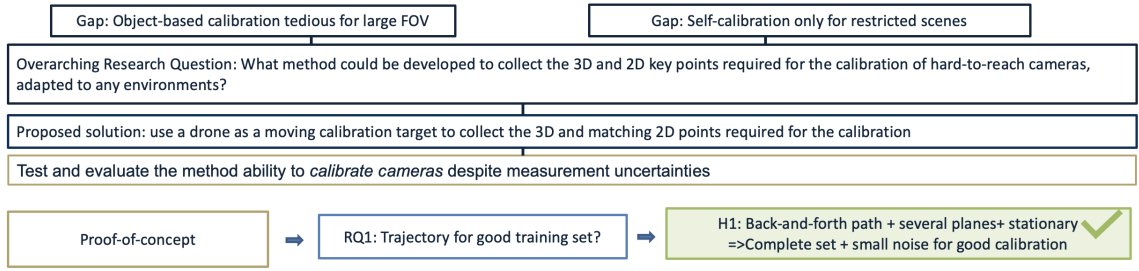 Gap: Object-based calibration tedious for large FOV
Gap: Self-calibration only for restricted scenes
Overarching Research Question: What method could be developed to collect the 3D and 2D key points required for the calibration of hard-to-reach cameras,
adapted to any environments?
Proposed solution: use a drone as a moving calibration target to collect the 3D and matching 2D points required for the calibration
Test and evaluate the method ability to calibrate cameras despite measurement uncertainties
Proof-of-concept
RQ1: Trajectory for good training set?
H1: Back-and-forth path + several planes+ stationary
=>Complete set + small noise for good calibration